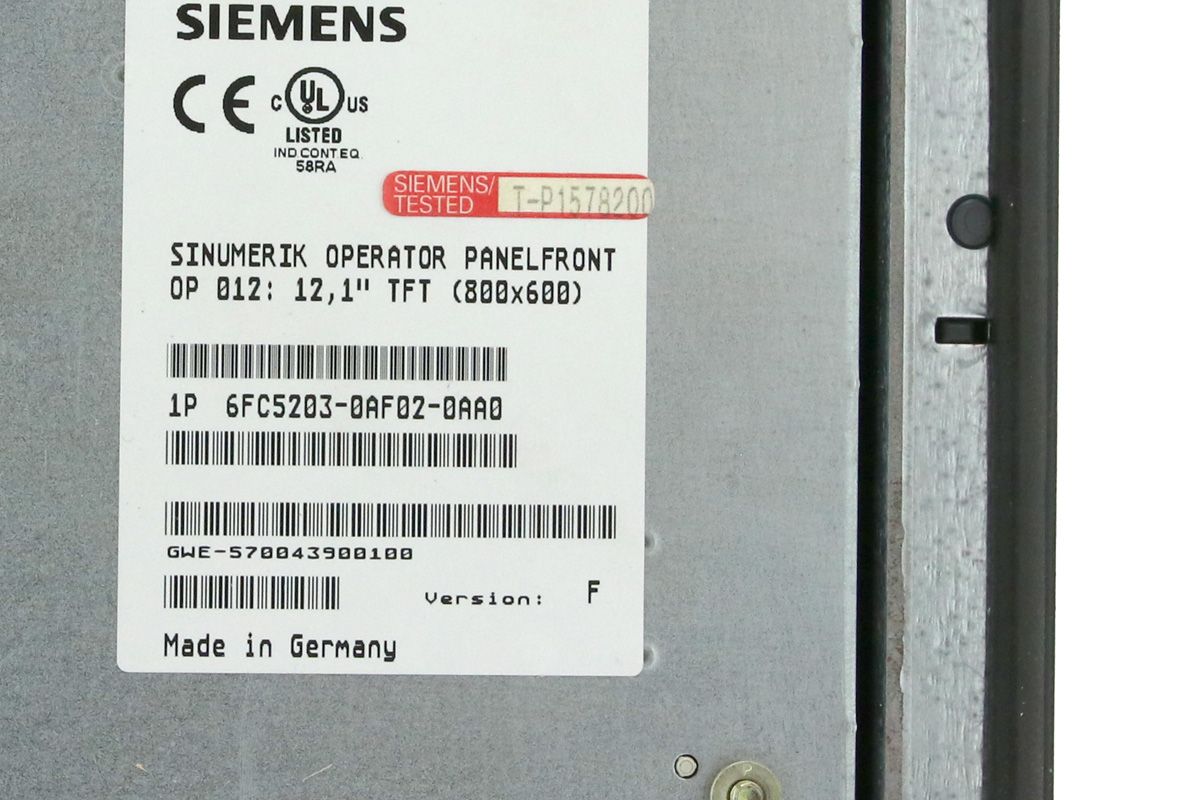 SIEMENS
CE
C UL US
LISTED
IND CONT EQ.
58RA
SIEMENS/
TESTED
T-P1578200
SINUMERIK OPERATOR PANELFRONT
OP 012: 12,1" TFT (800x600)
1P 6FC5203-0AF02-0AA0
GWE-570043900100
Version: F
Made in Germany